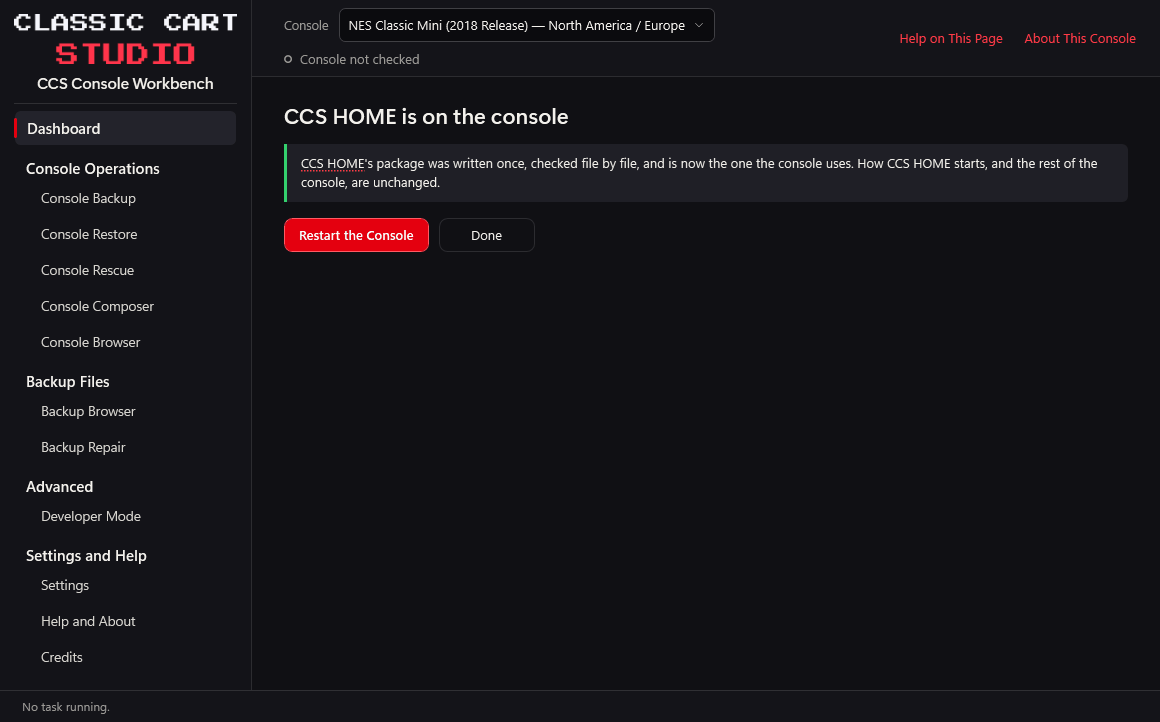 CLASSIC CART
STUDIO
CCS Console Workbench
Dashboard
Console Operations
Console Backup
Console Restore
Console Rescue
Console Composer
Console Browser
Backup Files
Backup Browser
Backup Repair
Advanced
Developer Mode
Settings and Help
Settings
Help and About
Credits
Console
NES Classic Mini (2018 Release) — North America / Europe
Console not checked
Help on This Page
About This Console
CCS HOME is on the console
CCS HOME's package was written once, checked file by file, and is now the one the console uses. How CCS HOME starts, and the rest of the
console, are unchanged.
Restart the Console
Done
No task running.